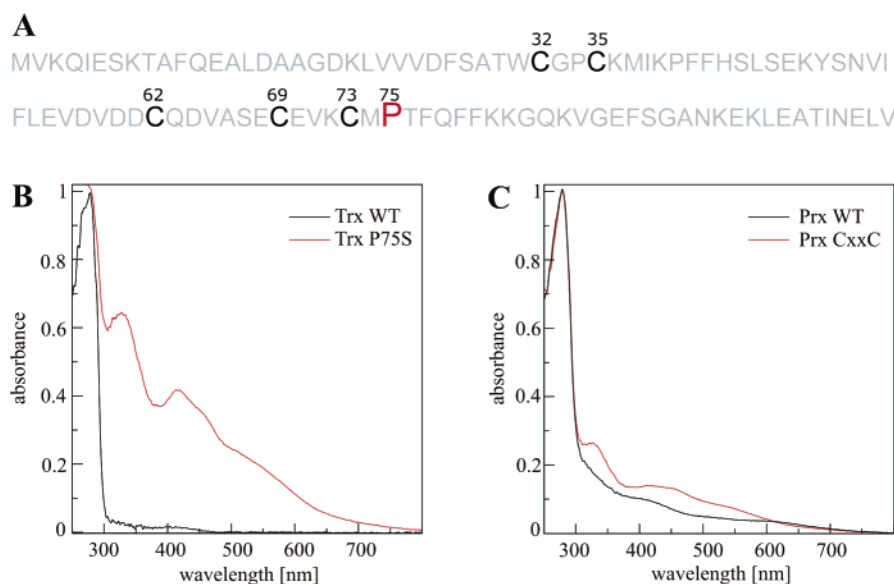 A
32 35
MVKQIESKTAFQEALDAAGDKLVVVDFSATWCGPCKMIKPFFHSLSEKYSNVI
62 69 73 75
FLEVDVDDCQDVASECEVKCMPTFQFFKKGQKVGEFSGANKEKLEATINELV
B
1
0.8
0.6
0.4
0.2
0
absorbance
Trx WT
Trx P75S
300 400 500 600 700
wavelength [nm]
C
1
0.8
0.6
0.4
0.2
0
absorbance
Prx WT
Prx CxxC
300 400 500 600 700
wavelength [nm]